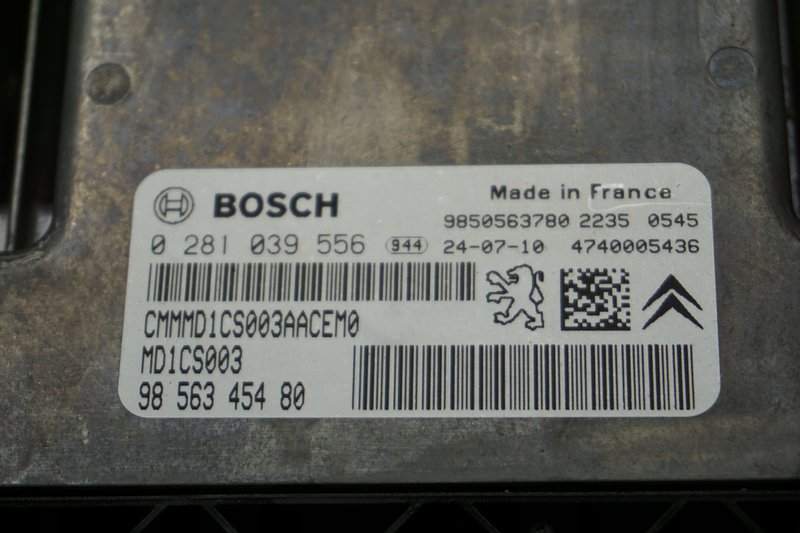 BOSCH
Made in France
9850563780 2235 0545
0 281 039 556 944 24-07-10 4740005436
CMMMD1CS003AACEM0
MD1CS003
98 563 454 80